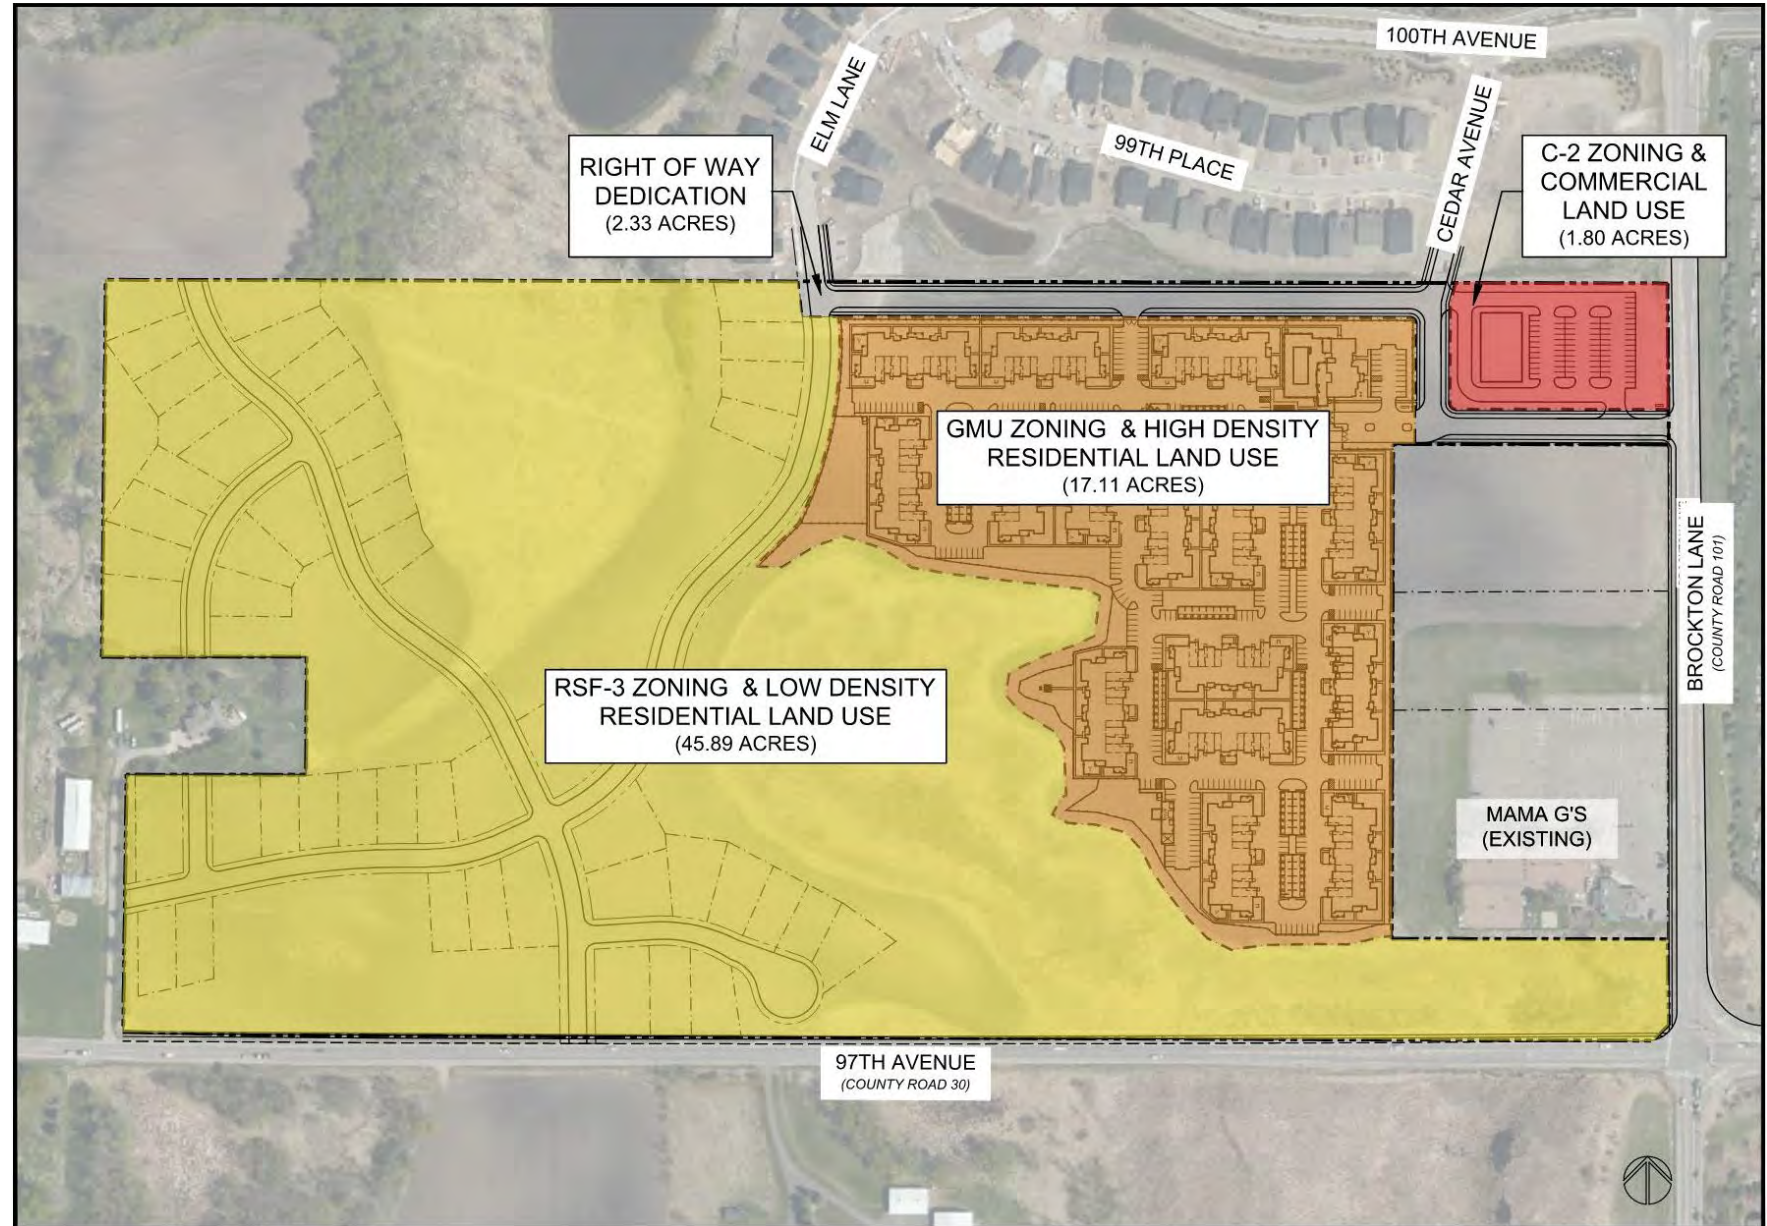 100TH AVENUE
ELM LANE
99TH PLACE
CEDAR AVENUE
RIGHT OF WAY
DEDICATION
(2.33 ACRES)
C-2 ZONING &
COMMERCIAL
LAND USE
(1.80 ACRES)
GMU ZONING & HIGH DENSITY
RESIDENTIAL LAND USE
(17.11 ACRES)
BROCKTON LANE
(COUNTY ROAD 101)
RSF-3 ZONING & LOW DENSITY
RESIDENTIAL LAND USE
(45.89 ACRES)
MAMA G'S
(EXISTING)
97TH AVENUE
(COUNTY ROAD 30)